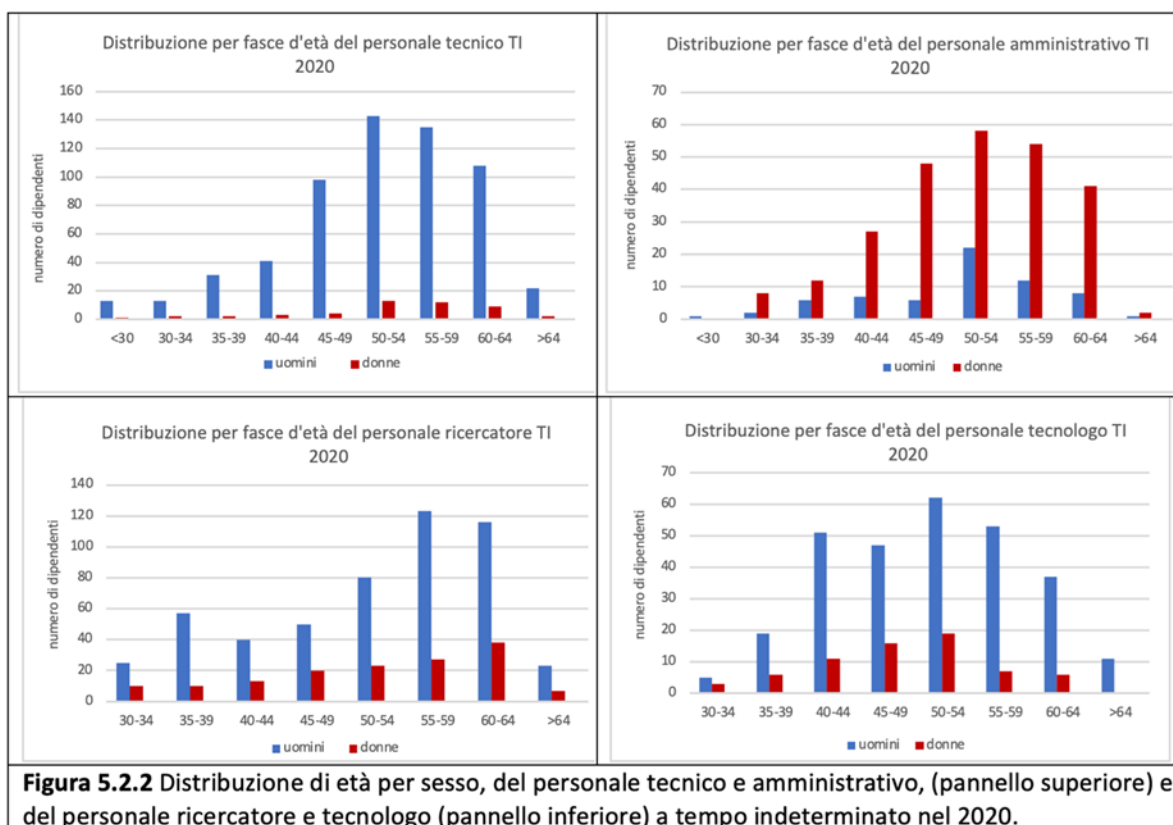 Distribuzione per fasce d'età del personale tecnico TI
2020
numero di dipendenti
160
140
120
100
80
60
40
20
0
<30 30-34 35-39 40-44 45-49 50-54 55-59 60-64 >64
uomini donne
Distribuzione per fasce d'età del personale amministrativo TI
2020
numero di dipendenti
70
60
50
40
30
20
10
0
<30 30-34 35-39 40-44 45-49 50-54 55-59 60-64 >64
uomini donne
Distribuzione per fasce d'età del personale ricercatore TI
2020
numero di dipendenti
140
120
100
80
60
40
20
0
30-34 35-39 40-44 45-49 50-54 55-59 60-64 >64
uomini donne
Distribuzione per fasce d'età del personale tecnologo TI
2020
numero di dipendenti
70
60
50
40
30
20
10
0
30-34 35-39 40-44 45-49 50-54 55-59 60-64 >64
uomini donne
Figura 5.2.2 Distribuzione di età per sesso, del personale tecnico e amministrativo, (pannello superiore) e
del personale ricercatore e tecnologo (pannello inferiore) a tempo indeterminato nel 2020.